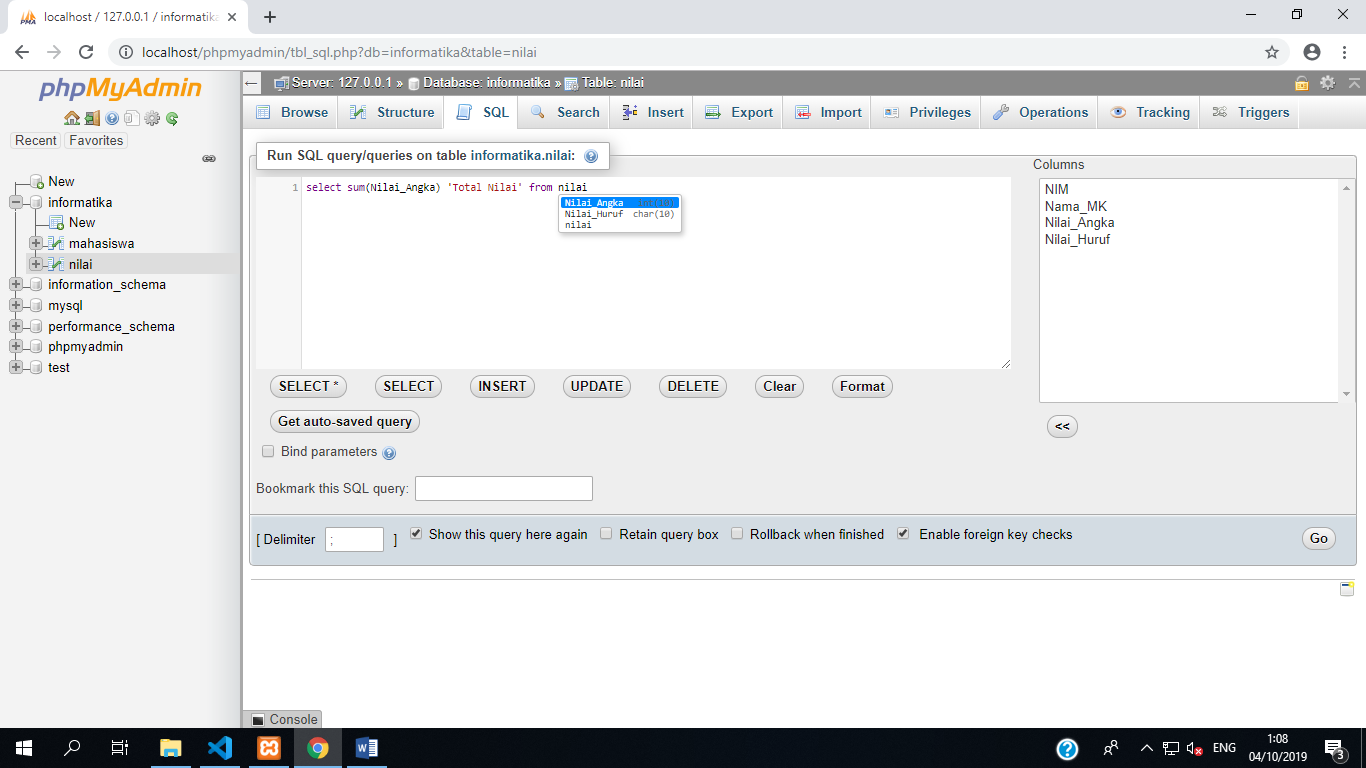 localhost / 127.0.0.1 / informatika
localhost/phpmyadmin/tbl_sql.php?db=informatika&table=nilai
phpMyAdmin
Recent Favorites
New
informatika
New
mahasiswa
nilai
information_schema
mysql
performance_schema
phpmyadmin
test
Server: 127.0.0.1 » Database: informatika » Table: nilai
Browse Structure SQL Search Insert Export Import Privileges Operations Tracking Triggers
Run SQL query/queries on table informatika.nilai:
1 select sum(Nilai_Angka) 'Total Nilai' from nilai
Nilai_Angka int(10)
Nilai_Huruf char(10)
nilai
Columns
NIM
Nama_MK
Nilai_Angka
Nilai_Huruf
SELECT * SELECT INSERT UPDATE DELETE Clear Format
Get auto-saved query
<<
Bind parameters
Bookmark this SQL query:
[ Delimiter ; ] Show this query here again Retain query box Rollback when finished Enable foreign key checks Go
Console
ENG
1:08
04/10/2019
3